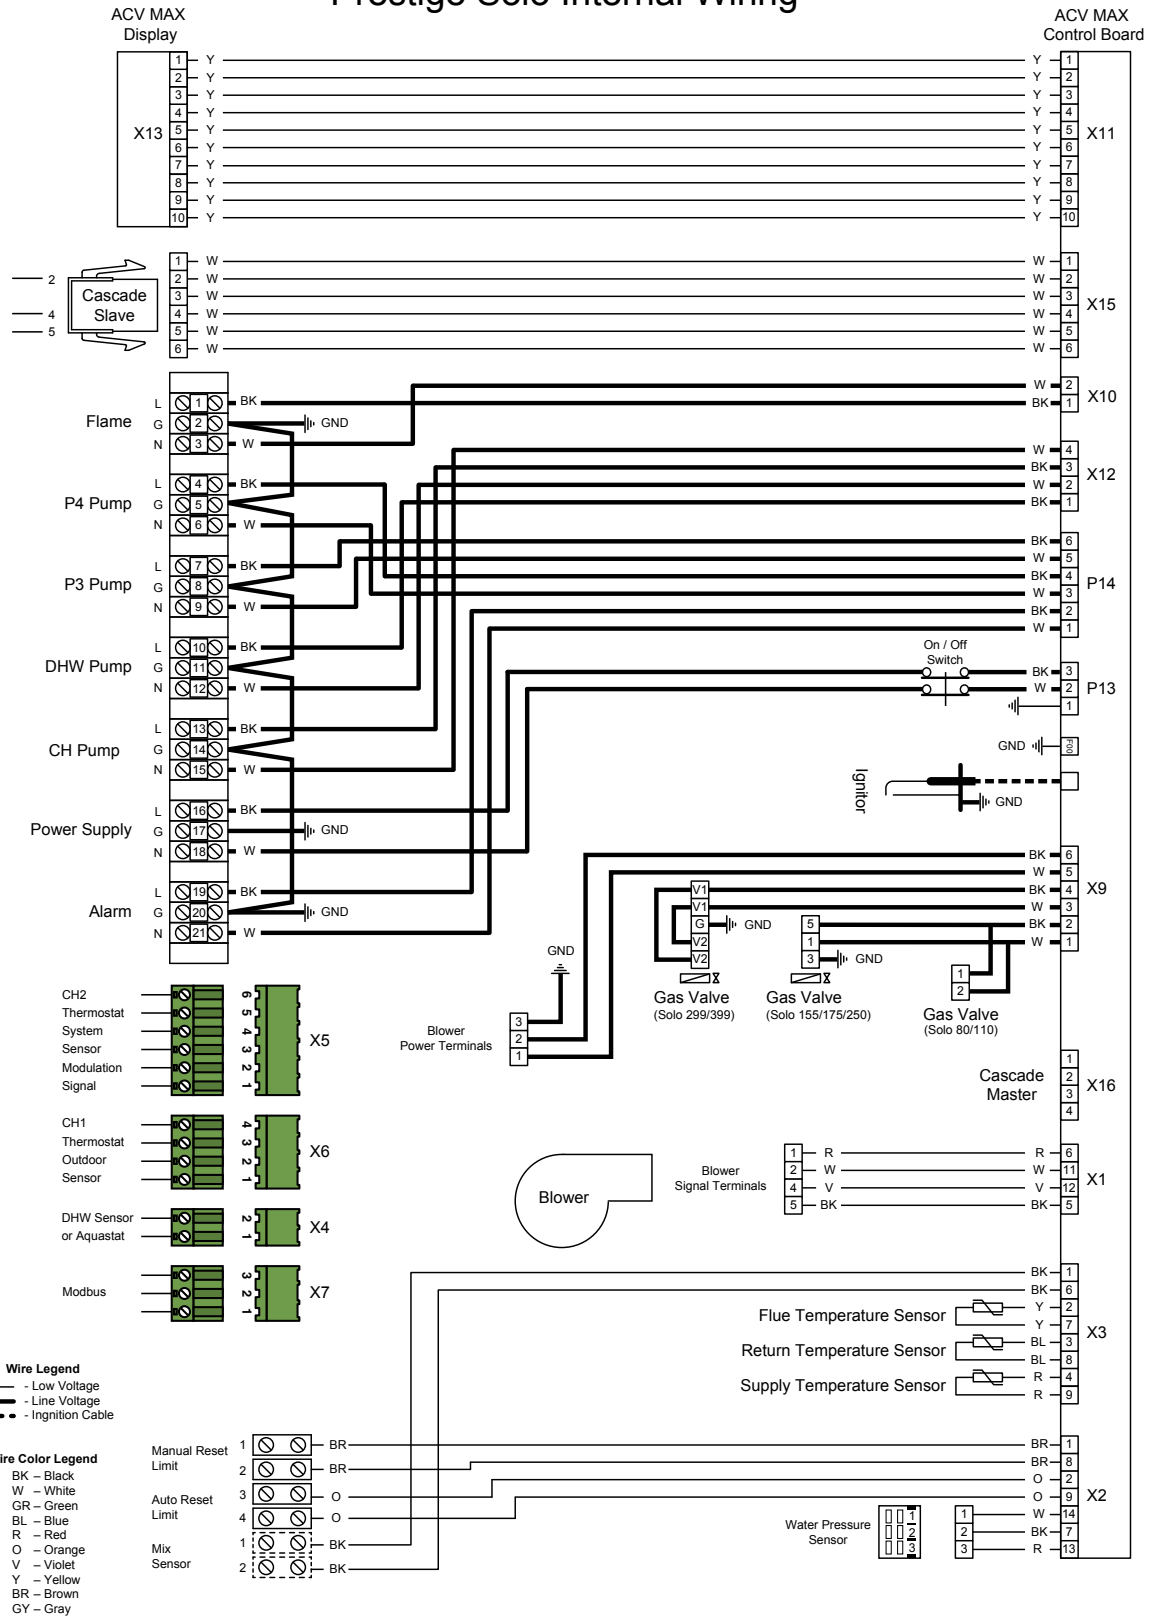 Prestige Solo Internal Wiring
ACV MAX
Display
ACV MAX
Control Board
X13
1 Y Y 1
2 Y Y 2
3 Y Y 3
4 Y Y 4
5 Y Y 5
6 Y Y 6
7 Y Y 7
8 Y Y 8
9 Y Y 9
10 Y Y 10
X11
2
4
5
Cascade
Slave
1 W W 1
2 W W 2
3 W W 3
4 W W 4
5 W W 5
6 W W 6
X15
Flame
L 1 BK
G 2 GND
N 3 W
W 2
BK 1
X10
P4 Pump
L 4 BK
G 5
N 6 W
W 4
BK 3
W 2
BK 1
X12
P3 Pump
L 7 BK
G 8
N 9 W
BK 6
W 5
BK 4
W 3
BK 2
W 1
P14
DHW Pump
L 10 BK
G 11
N 12 W
On / Off
Switch
BK 3
W 2
1
P13
CH Pump
L 13 BK
G 14
N 15 W
GND F00
Ignitor
GND
Power Supply
L 16 BK
G 17 GND
N 18 W
Alarm
L 19 BK
G 20 GND
N 21 W
BK 6
W 5
BK 4
W 3
BK 2
W 1
X9
V1
V1
G GND
V2
V2
Gas Valve
(Solo 299/399)
5
1
3 GND
Gas Valve
(Solo 155/175/250)
1
2
Gas Valve
(Solo 80/110)
GND
Blower
Power Terminals
3
2
1
CH2
Thermostat
System
Sensor
Modulation
Signal
6
5
4
3
2
1
X5
Cascade
Master
1
2
3
4
X16
CH1
Thermostat
Outdoor
Sensor
4
3
2
1
X6
Blower
Blower
Signal Terminals
1 R R 6
2 W W 11
4 V V 12
5 BK BK 5
X1
DHW Sensor
or Aquastat
2
1
X4
Modbus
3
2
1
X7
BK 1
BK 6
Y 2
Y 7
BL 3
BL 8
R 4
R 9
X3
Flue Temperature Sensor
Return Temperature Sensor
Supply Temperature Sensor
Wire Legend
- Low Voltage
- Line Voltage
- Ingnition Cable
ire Color Legend
BK – Black
W – White
GR – Green
BL – Blue
R – Red
O – Orange
V – Violet
Y – Yellow
BR – Brown
GY – Gray
Manual Reset
Limit
1 BR
2 BR
Auto Reset
Limit
3 O
4 O
Mix
Sensor
1 BK
2 BK
BR 1
BR 8
O 2
O 9
W 14
BK 7
R 13
X2
Water Pressure
Sensor
1
2
3
1
2
3